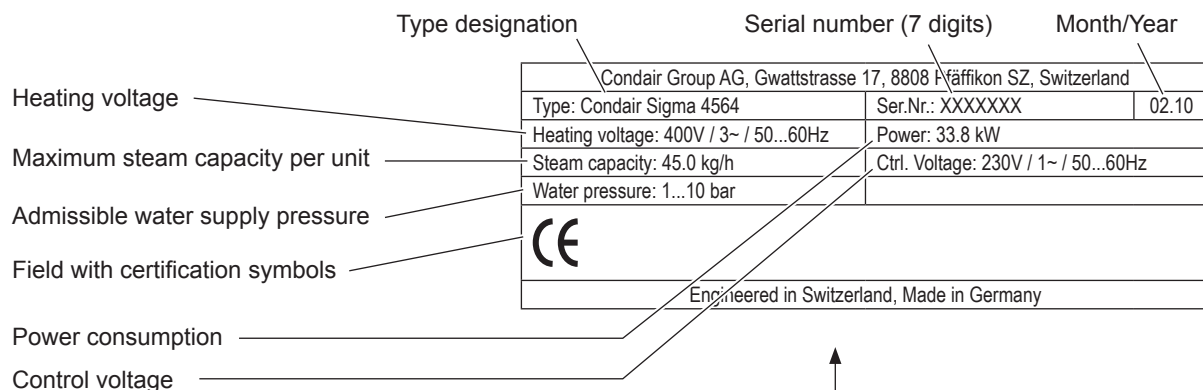 Type designation
Serial number (7 digits)
Month/Year
Condair Group AG, Gwattstrasse 17, 8808 Pfäffikon SZ, Switzerland
Heating voltage
Type: Condair Sigma 4564
Ser.Nr.: XXXXXXX
02.10
Heating voltage: 400V / 3~ / 50...60Hz
Power: 33.8 kW
Maximum steam capacity per unit
Steam capacity: 45.0 kg/h
Ctrl. Voltage: 230V / 1~ / 50...60Hz
Water pressure: 1...10 bar
Admissible water supply pressure
CE
Field with certification symbols
Engineered in Switzerland, Made in Germany
Power consumption
Control voltage